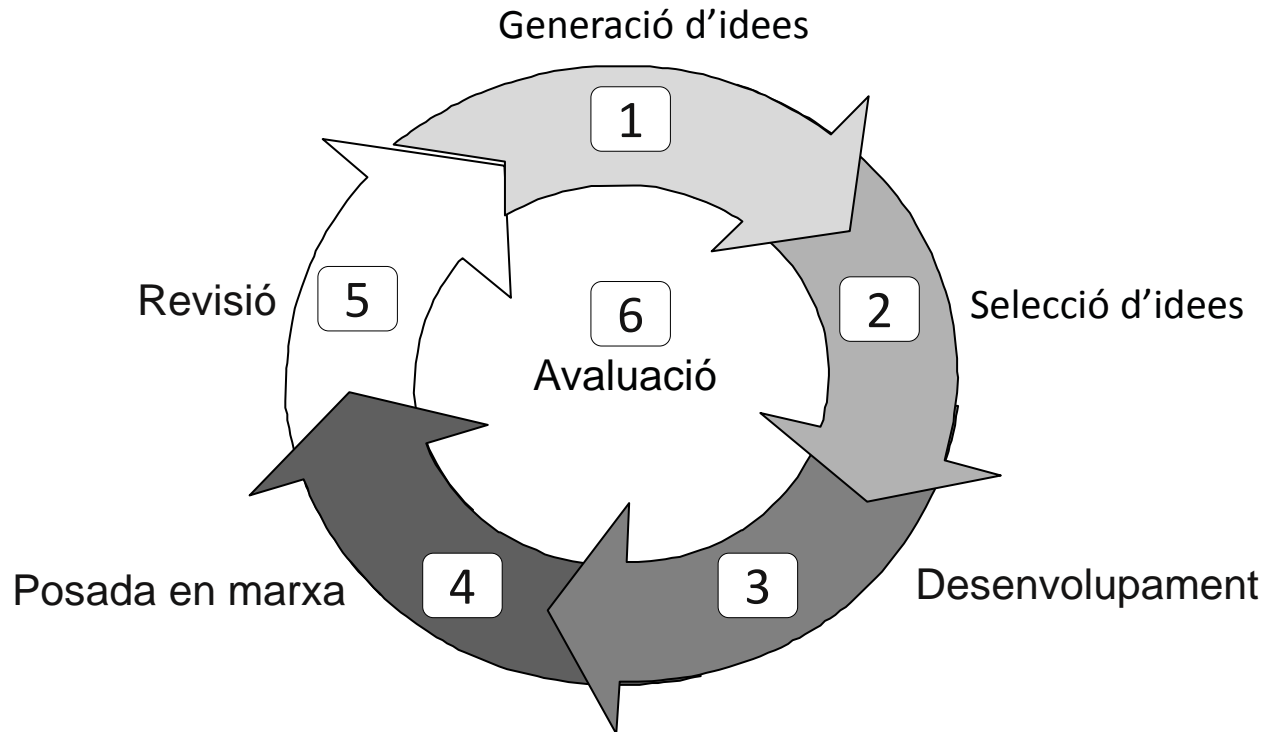 Generació d’idees
1
Selecció d’idees
2
Desenvolupament
3
Posada en marxa
4
Revisió
5
6
Avaluació